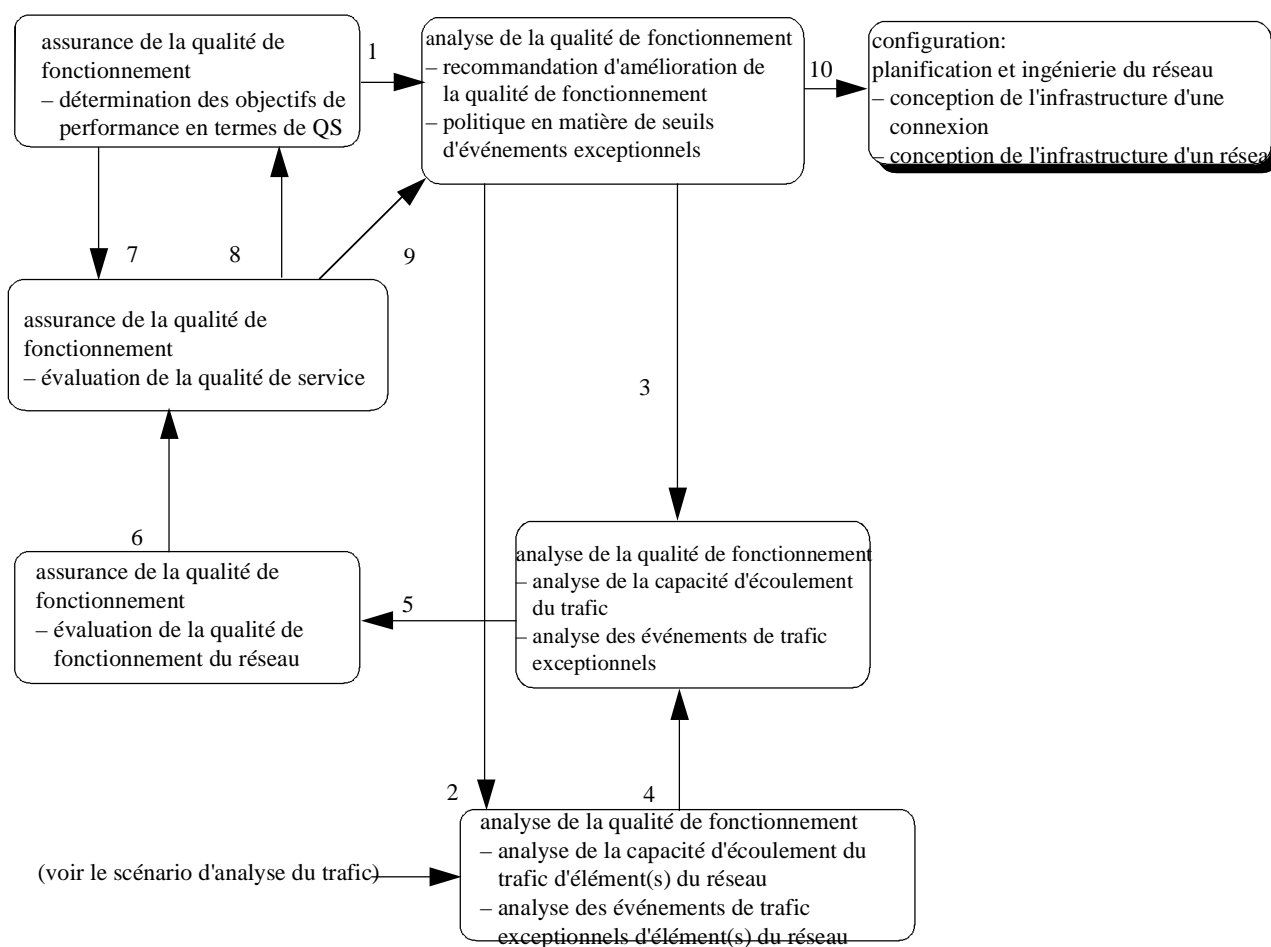 assurance de la qualité de
fonctionnement
– détermination des objectifs de
performance en termes de QS
1
analyse de la qualité de fonctionnement
– recommandation d'amélioration de
la qualité de fonctionnement
– politique en matière de seuils
d'événements exceptionnels
10
configuration:
planification et ingénierie du réseau
– conception de l'infrastructure d'une
connexion
– conception de l'infrastructure d'un résea
7
8
9
assurance de la qualité de
fonctionnement
– évaluation de la qualité de service
3
6
assurance de la qualité de
fonctionnement
– évaluation de la qualité de
fonctionnement du réseau
5
analyse de la qualité de fonctionnement
– analyse de la capacité d'écoulement
du trafic
– analyse des événements de trafic
exceptionnels
2
4
(voir le scénario d'analyse du trafic)
analyse de la qualité de fonctionnement
– analyse de la capacité d'écoulement du
trafic d'élément(s) du réseau
– analyse des événements de trafic
exceptionnels d'élément(s) du réseau